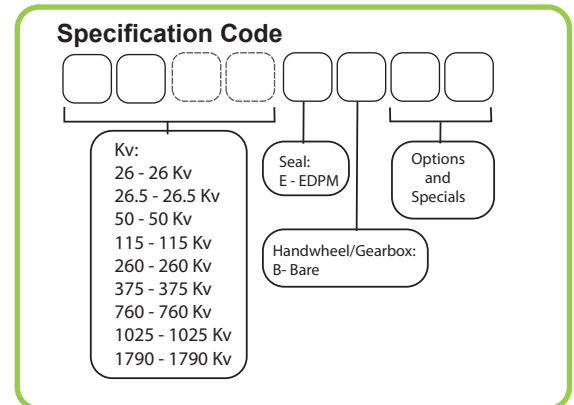 Specification Code
Kv:
26 - 26 Kv
26.5 - 26.5 Kv
50 - 50 Kv
115 - 115 Kv
260 - 260 Kv
375 - 375 Kv
760 - 760 Kv
1025 - 1025 Kv
1790 - 1790 Kv
Seal:
E - EDPM
Handwheel/Gearbox:
B- Bare
Options
and
Specials